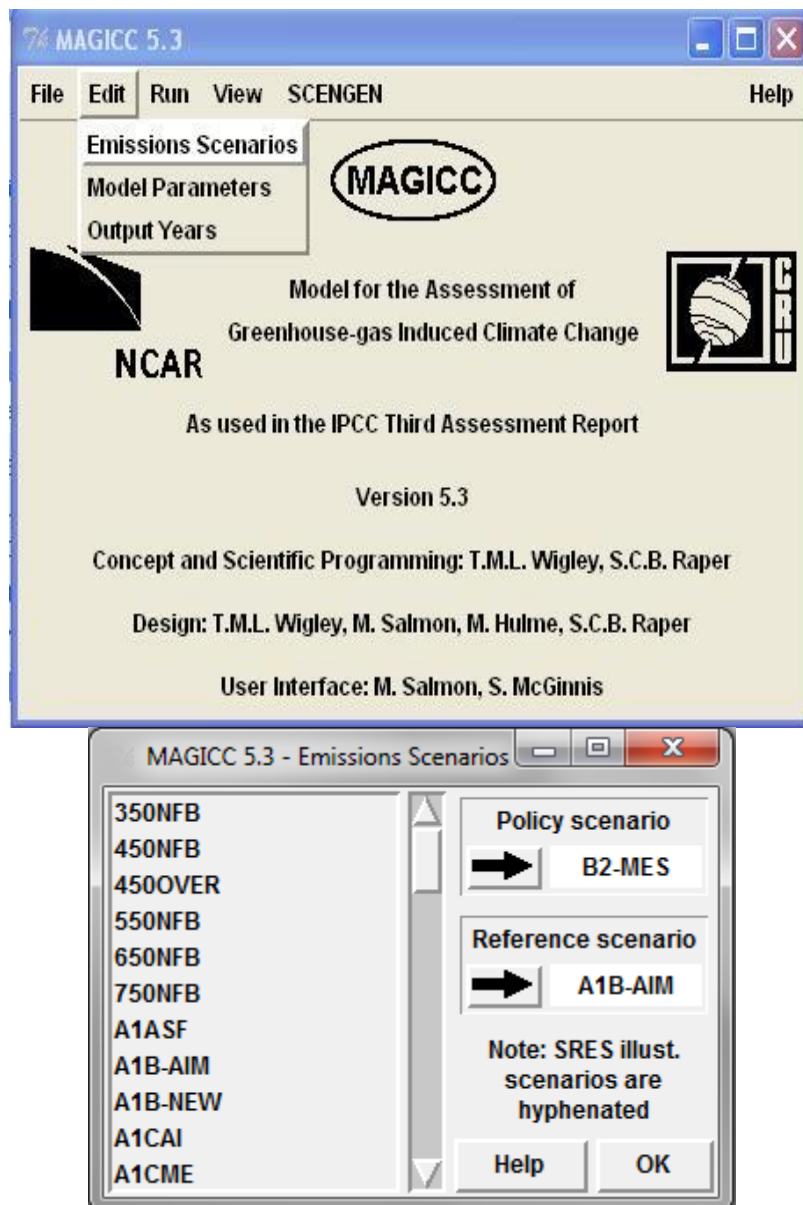 MAGICC 5.3
File Edit Run View SCENGEN Help
Emissions Scenarios
Model Parameters
Output Years
MAGICC
NCAR
CRU
Model for the Assessment of
Greenhouse-gas Induced Climate Change
As used in the IPCC Third Assessment Report
Version 5.3
Concept and Scientific Programming: T.M.L. Wigley, S.C.B. Raper
Design: T.M.L. Wigley, M. Salmon, M. Hulme, S.C.B. Raper
User Interface: M. Salmon, S. McGinnis
MAGICC 5.3 - Emissions Scenarios
350NFB
450NFB
450OVER
550NFB
650NFB
750NFB
A1ASF
A1B-AIM
A1B-NEW
A1CAI
A1CME
Policy scenario
B2-MES
Reference scenario
A1B-AIM
Note: SRES illust.
scenarios are
hyphenated
Help OK